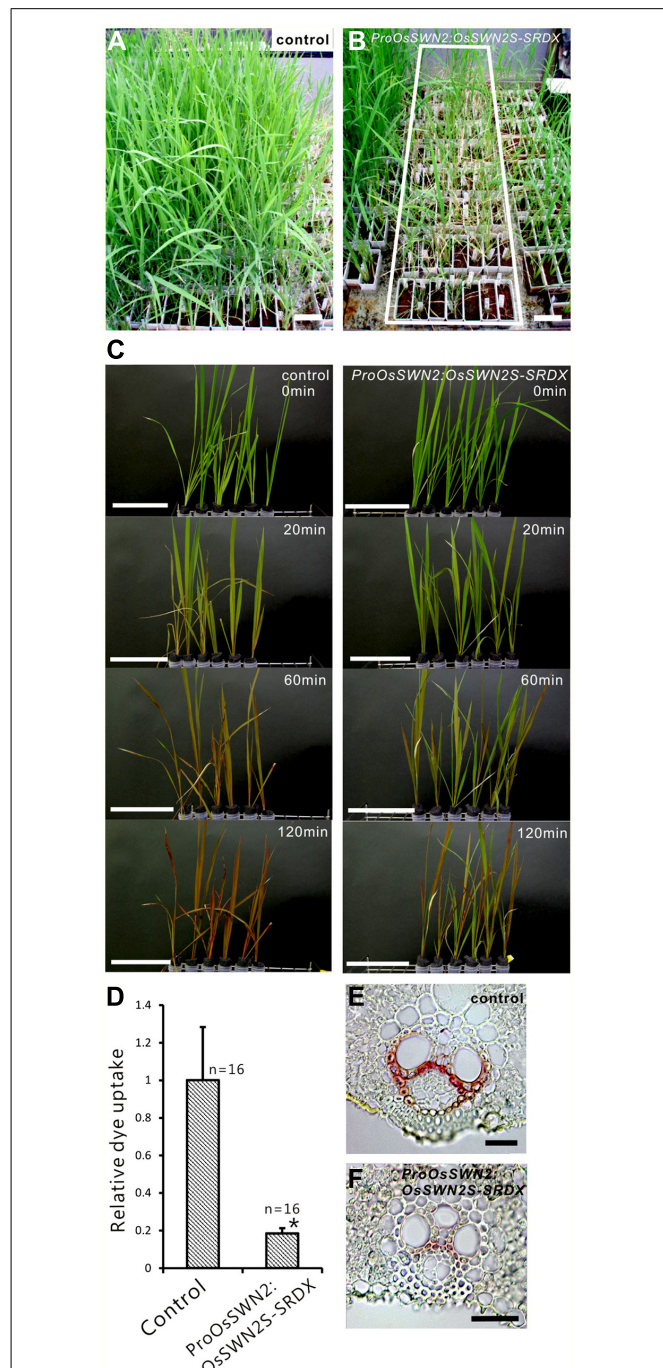 A
control
B
ProOsSWN2:OsSWN2S-SRDX
C
control
0min
ProOsSWN2:OsSWN2S-SRDX
0min
20min
20min
60min
60min
120min
120min
D
Relative dye uptake
1.4
1.2
1
0.8
0.6
0.4
0.2
0
n=16
n=16
*
Control
ProOsSWN2:
OsSWN2S-SRDX
E
control
F
ProOsSWN2:
OsSWN2S-SRDX